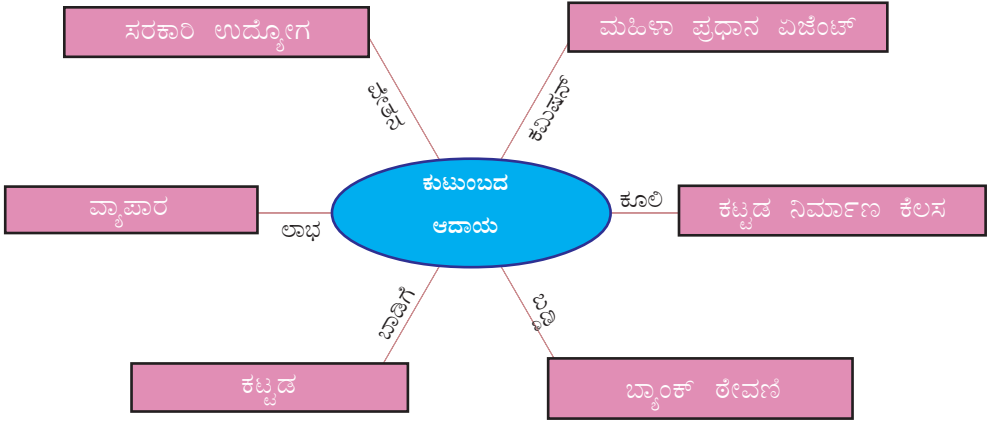 ಸರಕಾರಿ ಉದ್ಯೋಗ
ಮಹಿಳಾ ಪ್ರಧಾನ ಏಜೆಂಟ್
ವೇತನ
ಕಮಿಷನ್
ಕುಟುಂಬದ
ಆದಾಯ
ವ್ಯಾಪಾರ
ಲಾಭ
ಕೂಲಿ
ಕಟ್ಟಡ ನಿರ್ಮಾಣ ಕೆಲಸ
ಬಾಡಿಗೆ
ಬಡ್ಡಿ
ಕಟ್ಟಡ
ಬ್ಯಾಂಕ್ ಠೇವಣಿ